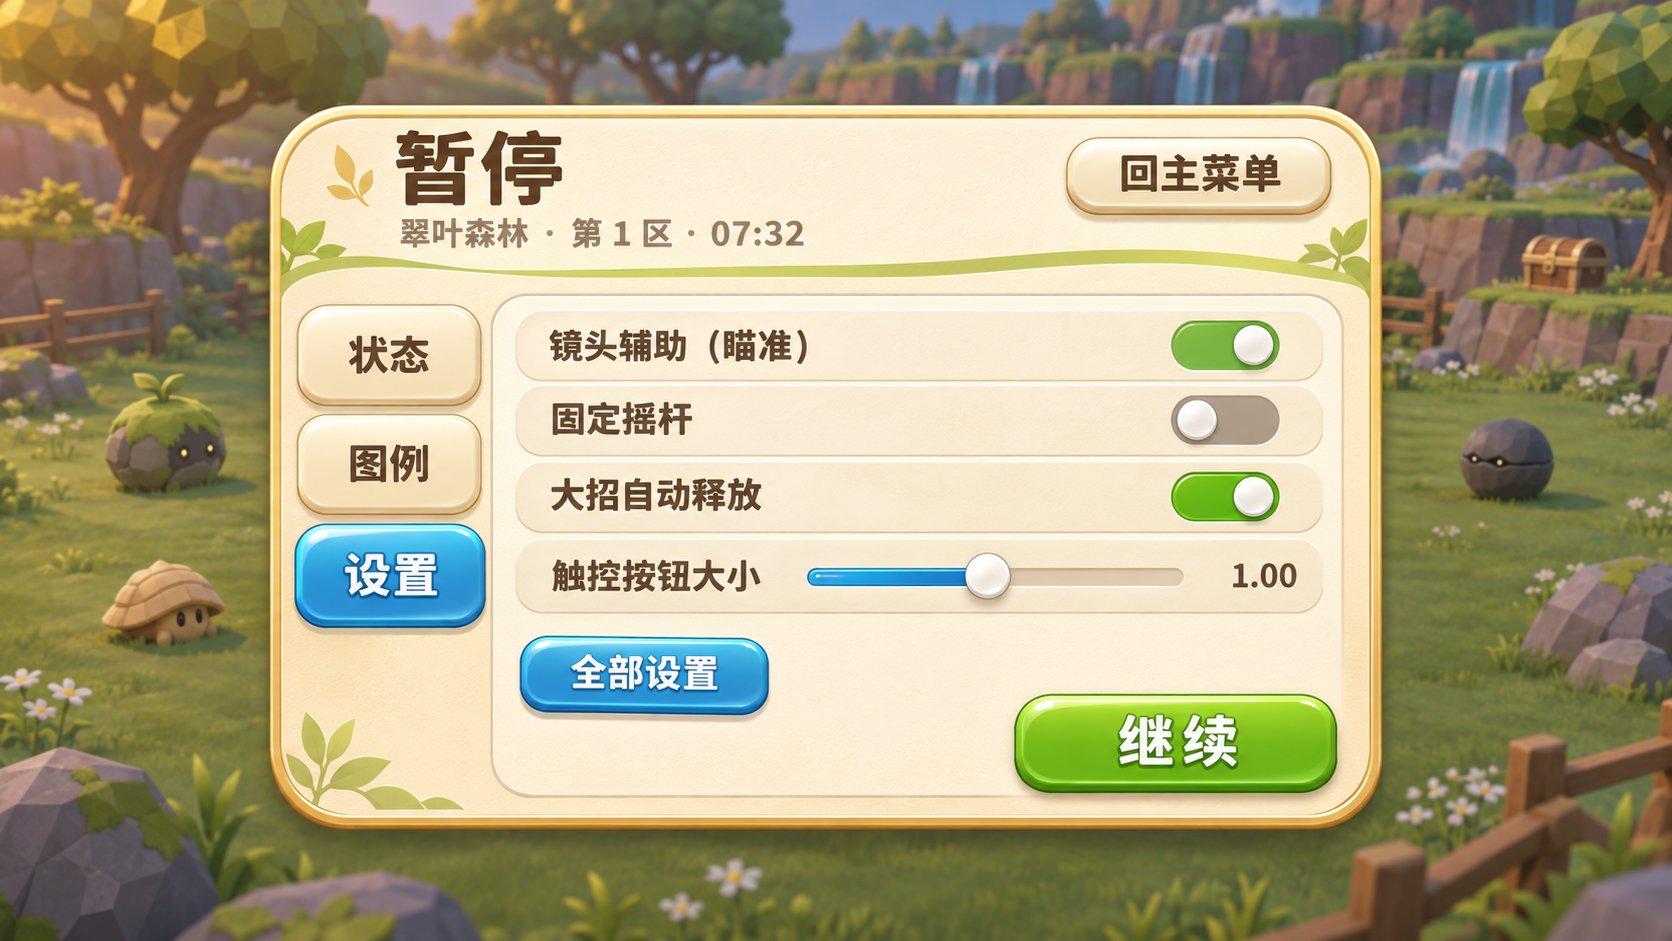 暂停
回主菜单
翠叶森林 · 第 1 区 · 07:32
状态
图例
设置
镜头辅助（瞄准）
固定摇杆
大招自动释放
触控按钮大小 1.00
全部设置
继续